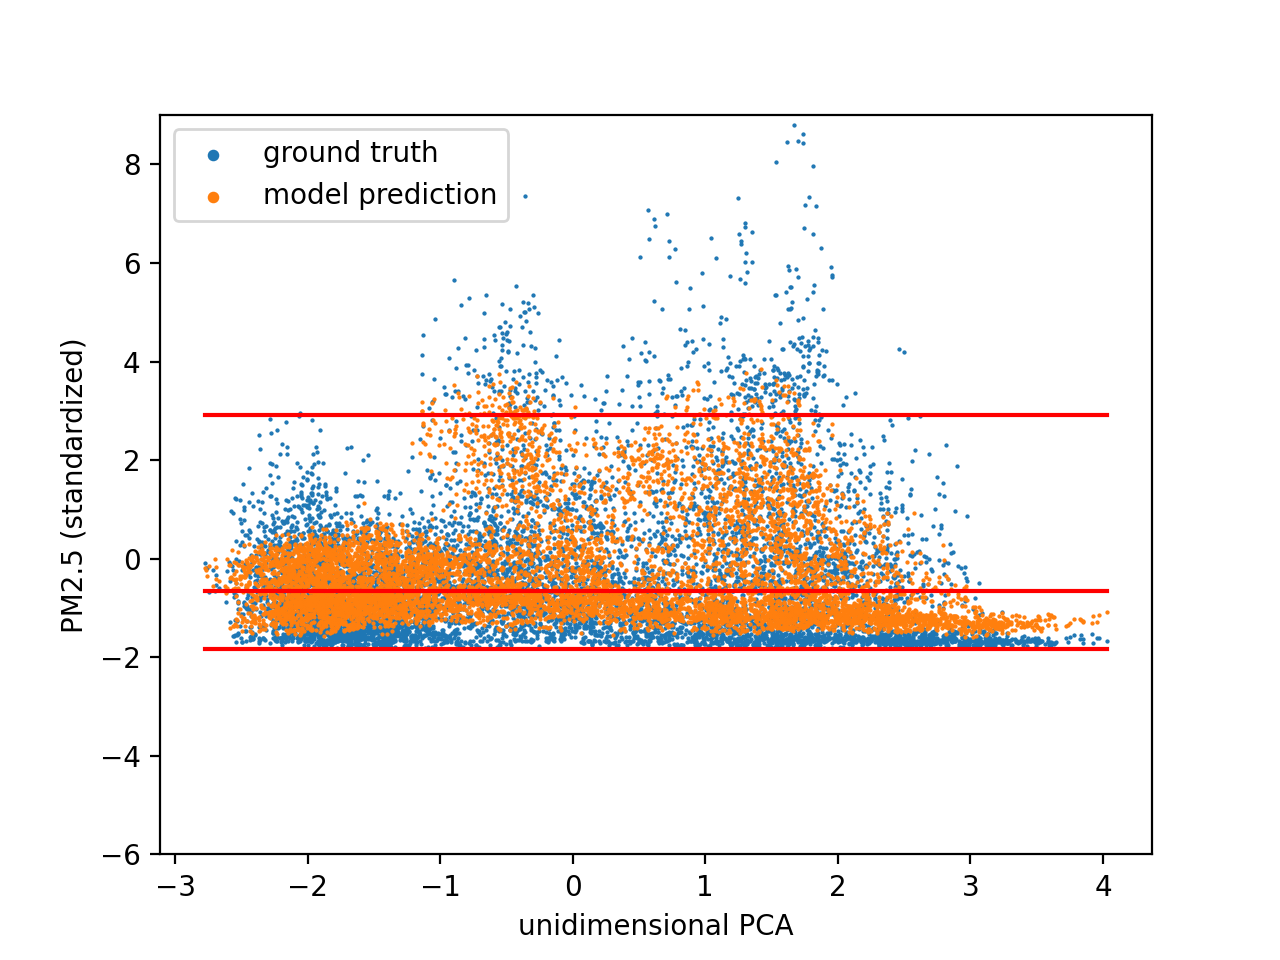 ground truth
model prediction
PM2.5 (standardized)
8
6
4
2
0
−2
−4
−6
−3 −2 −1 0 1 2 3 4
unidimensional PCA